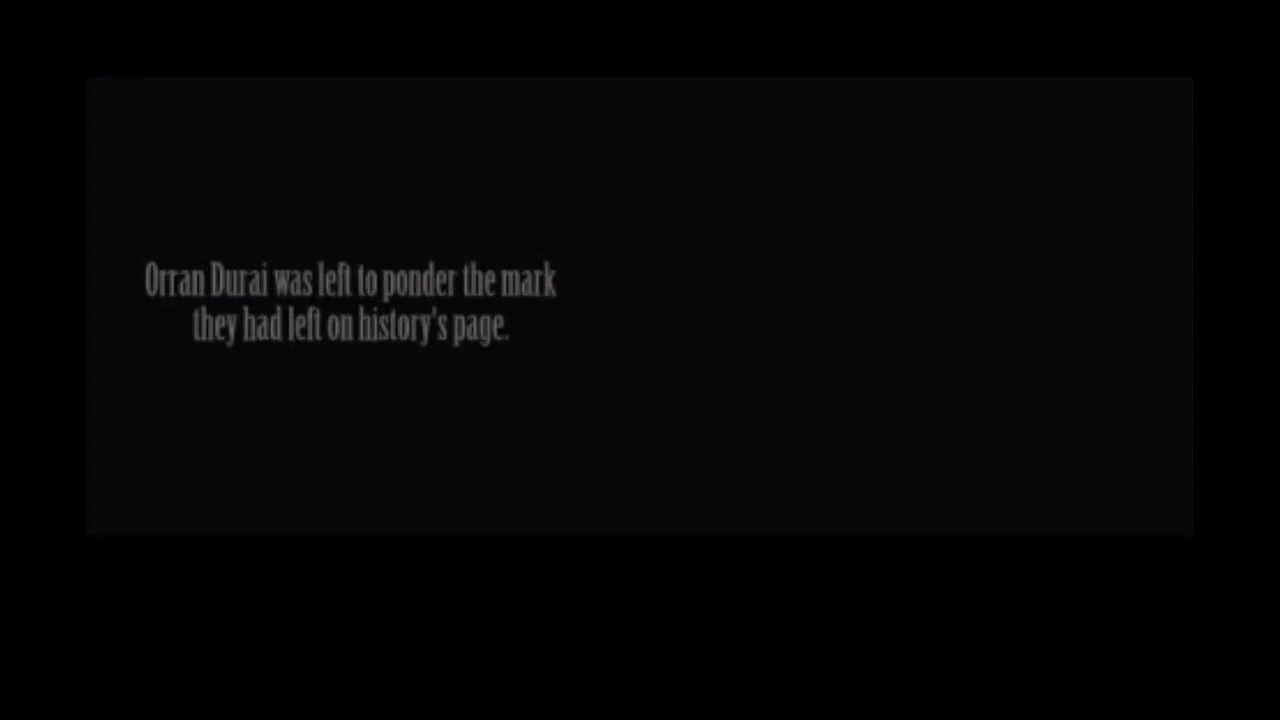 Orran Durai was left to ponder the mark
they had left on history's page.